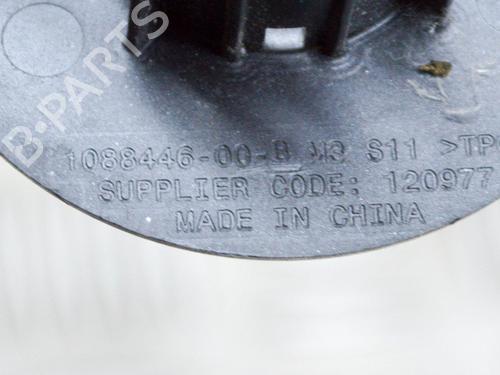 B-PARTS
1088446-00-B M3 S11 >TP
SUPPLIER CODE: 120977
MADE IN CHINA